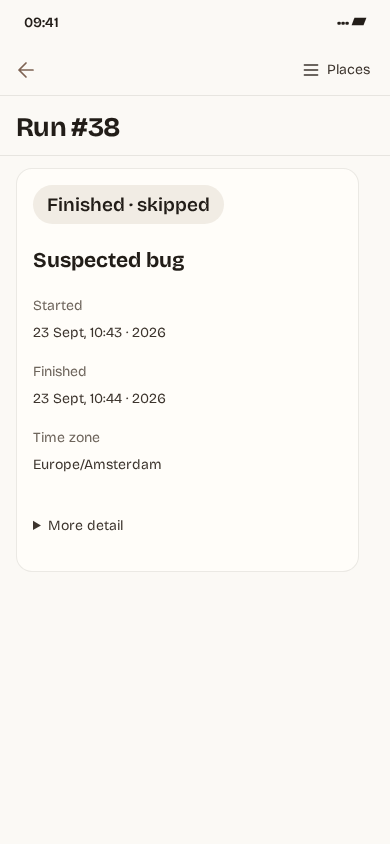 09:41
Places
Run #38
Finished · skipped
Suspected bug
Started
23 Sept, 10:43 · 2026
Finished
23 Sept, 10:44 · 2026
Time zone
Europe/Amsterdam
More detail